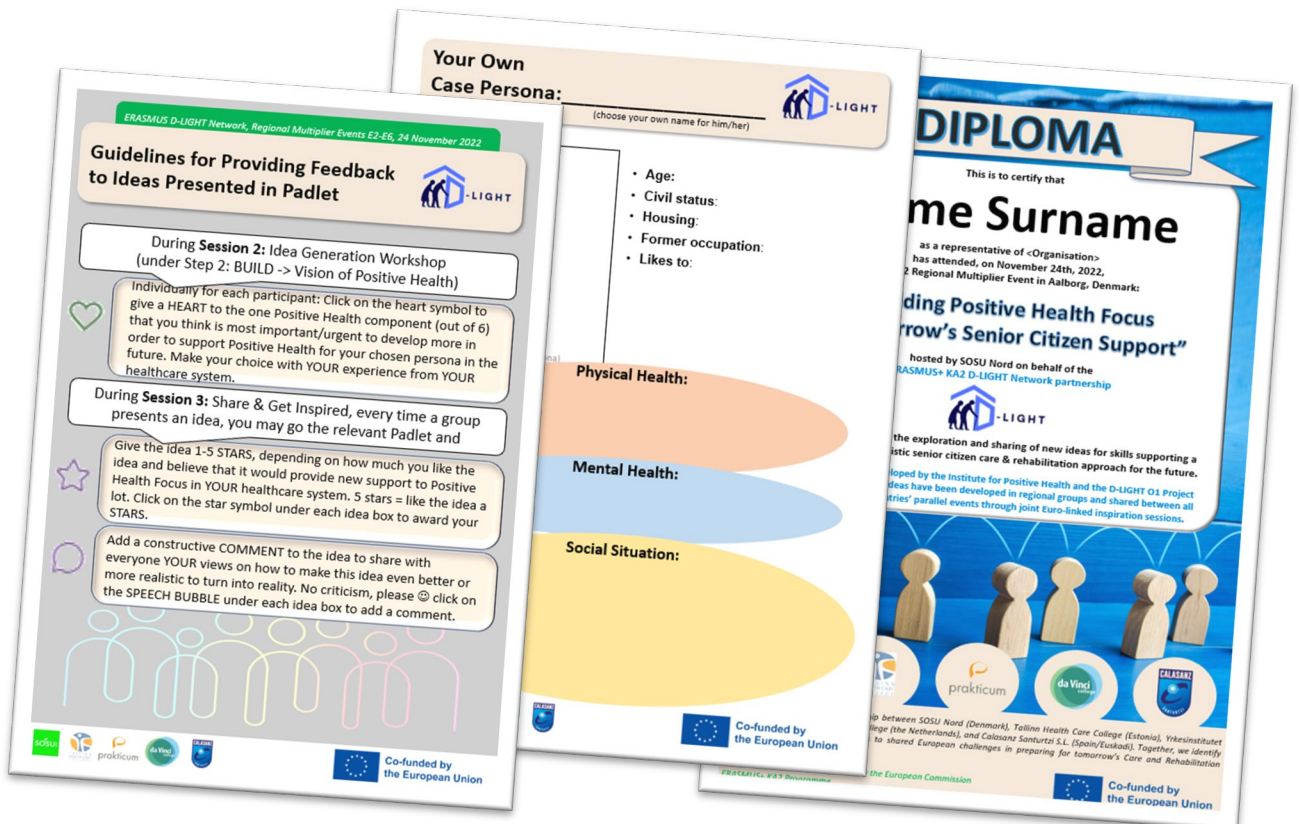 ERASMUS D-LIGHT Network, Regional Multiplier Events E2-E6, 24 November 2022
Guidelines for Providing Feedback
to Ideas Presented in Padlet
D-LIGHT
During Session 2: Idea Generation Workshop
(under Step 2: BUILD -> Vision of Positive Health)
Individually for each participant: Click on the heart symbol to
give a HEART to the one Positive Health component (out of 6)
that you think is most important/urgent to develop more in
order to support Positive Health for your chosen persona in the
future. Make your choice with YOUR experience from YOUR
healthcare system.
During Session 3: Share & Get Inspired, every time a group
presents an idea, you may go the relevant Padlet and
Give the idea 1-5 STARS, depending on how much you like the
idea and believe that it would provide new support to Positive
Health Focus in YOUR healthcare system. 5 stars = like the idea a
lot. Click on the star symbol under each idea box to award your
STARS.
Add a constructive COMMENT to the idea to share with
everyone YOUR views on how to make this idea even better or
more realistic to turn into reality. No criticism, please ☺ click on
the SPEECH BUBBLE under each idea box to add a comment.
sosu:
prakticum
da Vinci
college
CALASANZ
Co-funded by
the European Union
Your Own
Case Persona:
(choose your own name for him/her)
D-LIGHT
• Age:
• Civil status:
• Housing:
• Former occupation:
• Likes to:
Physical Health:
Mental Health:
Social Situation:
CALASANZ
Co-funded by
the European Union
DIPLOMA
This is to certify that
me Surname
as a representative of <Organisation>
has attended, on November 24th, 2022,
2 Regional Multiplier Event in Aalborg, Denmark:
ding Positive Health Focus
rrow's Senior Citizen Support"
hosted by SOSU Nord on behalf of the
RASMUS+ KA2 D-LIGHT Network partnership
D-LIGHT
the exploration and sharing of new ideas for skills supporting a
istic senior citizen care & rehabilitation approach for the future.
loped by the Institute for Positive Health and the D-LIGHT O1 Project
deas have been developed in regional groups and shared between all
tries' parallel events through joint Euro-linked inspiration sessions.
prakticum
da Vinci
college
CALASANZ
SANTURTZI
ip between SOSU Nord (Denmark), Tallinn Health Care College (Estonia), Yrkesinstitutet
llege (the Netherlands), and Calasanz Santurtzi S.L. (Spain/Euskadi). Together, we identify
to shared European challenges in preparing for tomorrow's Care and Rehabilitation
ERASMUS+ KA2 Programme
the European Commission
Co-funded by
the European Union